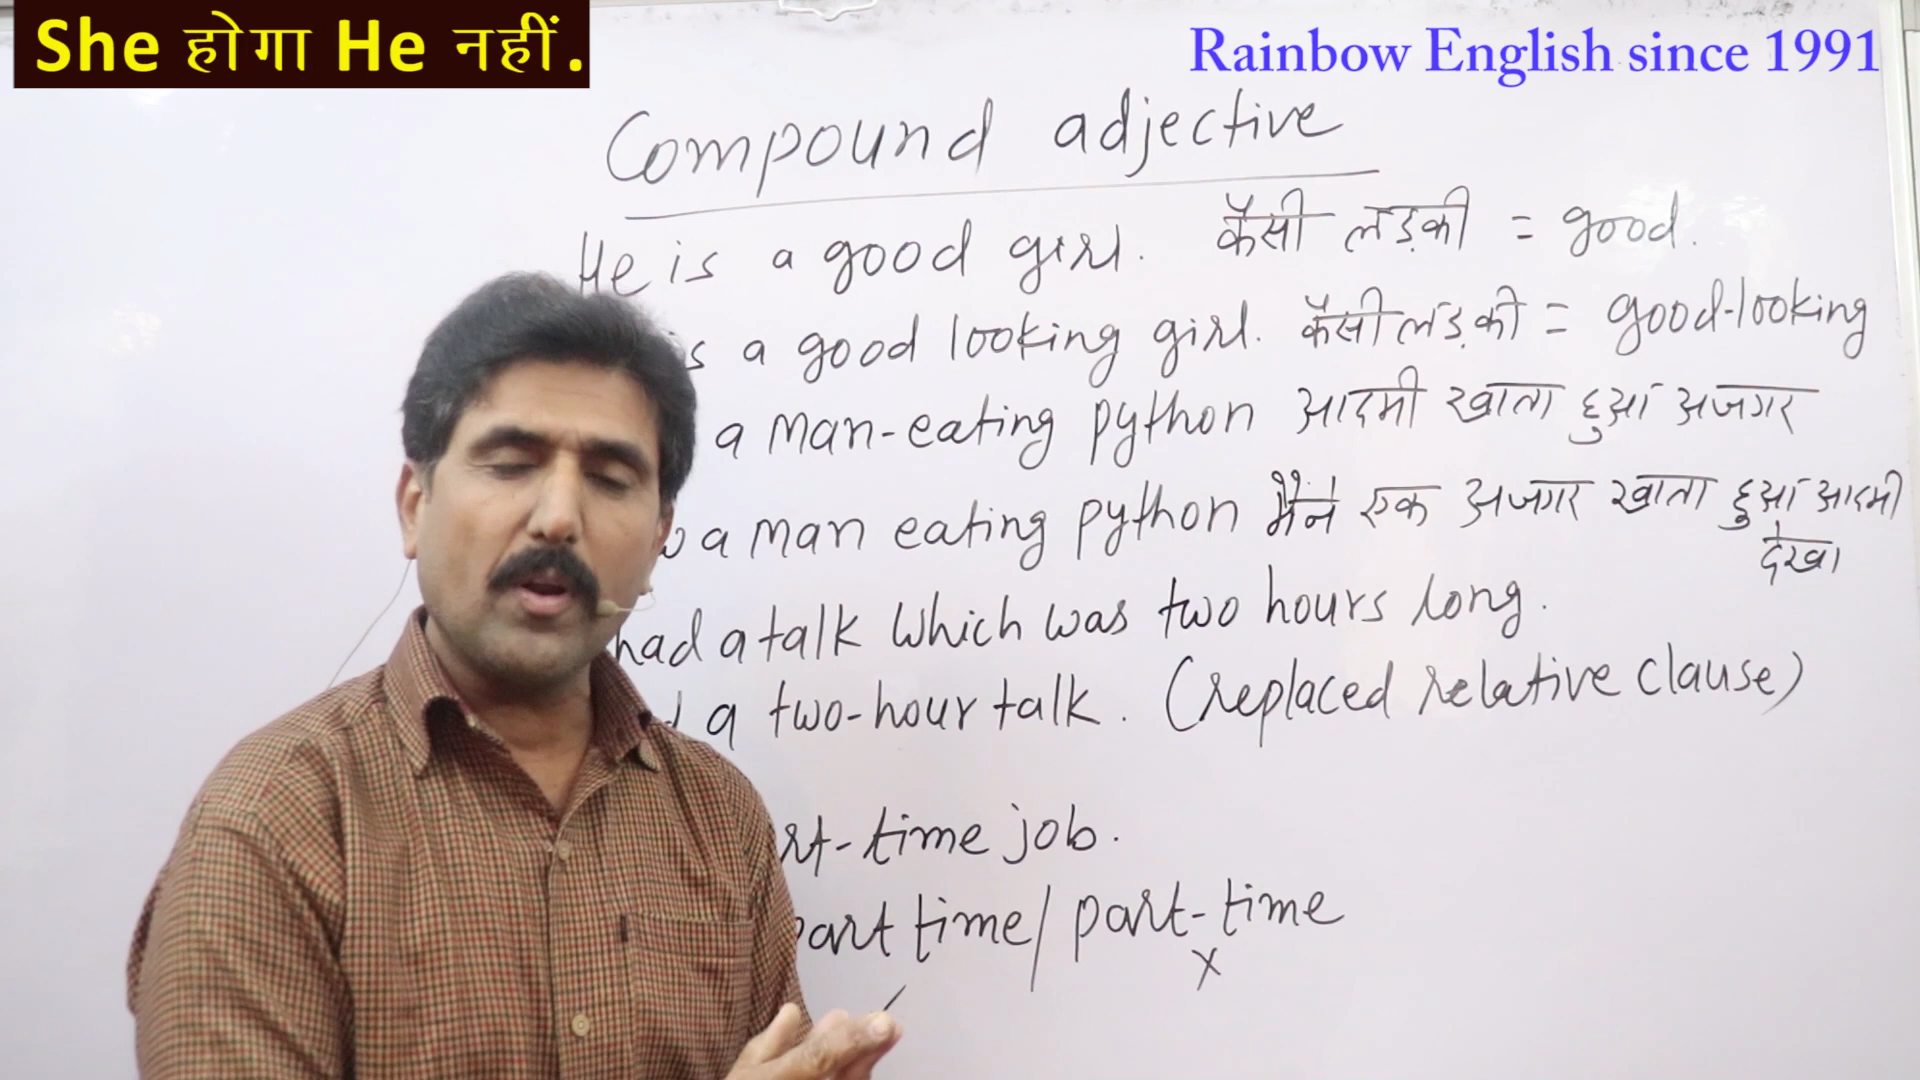 She होगा He नहीं.
Rainbow English since 1991
Compound adjective
He is a good girl. कैसी लड़की = good.
a good looking girl. कैसी लड़की = good-looking
a man-eating python आदमी खाता हुआ अजगर
a man eating python मैंने एक अजगर खाता हुआ आदमी
देखा
had a talk which was two hours long.
a two-hour talk. (replaced relative clause)
rt-time job.
part time/ part-time
x